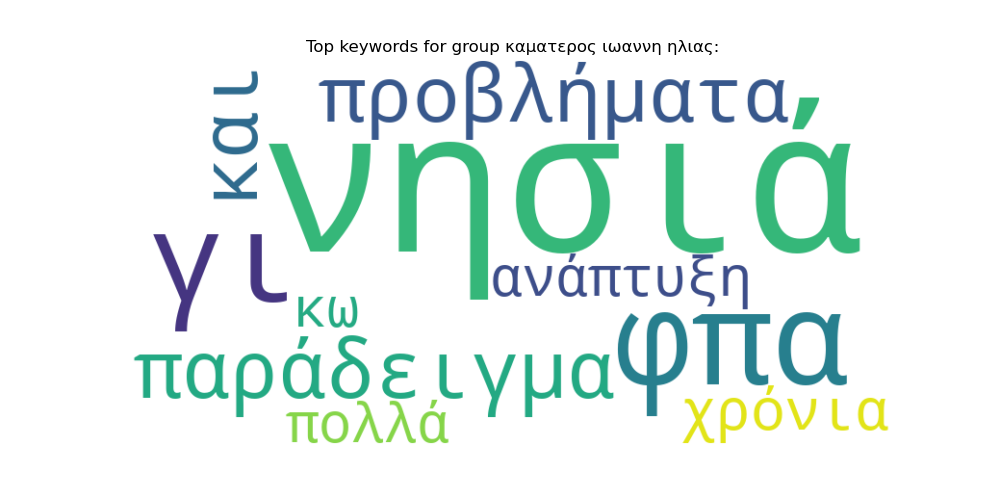 Top keywords for group καματερος ιωαννη ηλιας:
και
προβλήματα
νησιά
γι
ανάπτυξη
κω
φπα
παράδειγμα
πολλά
χρόνια